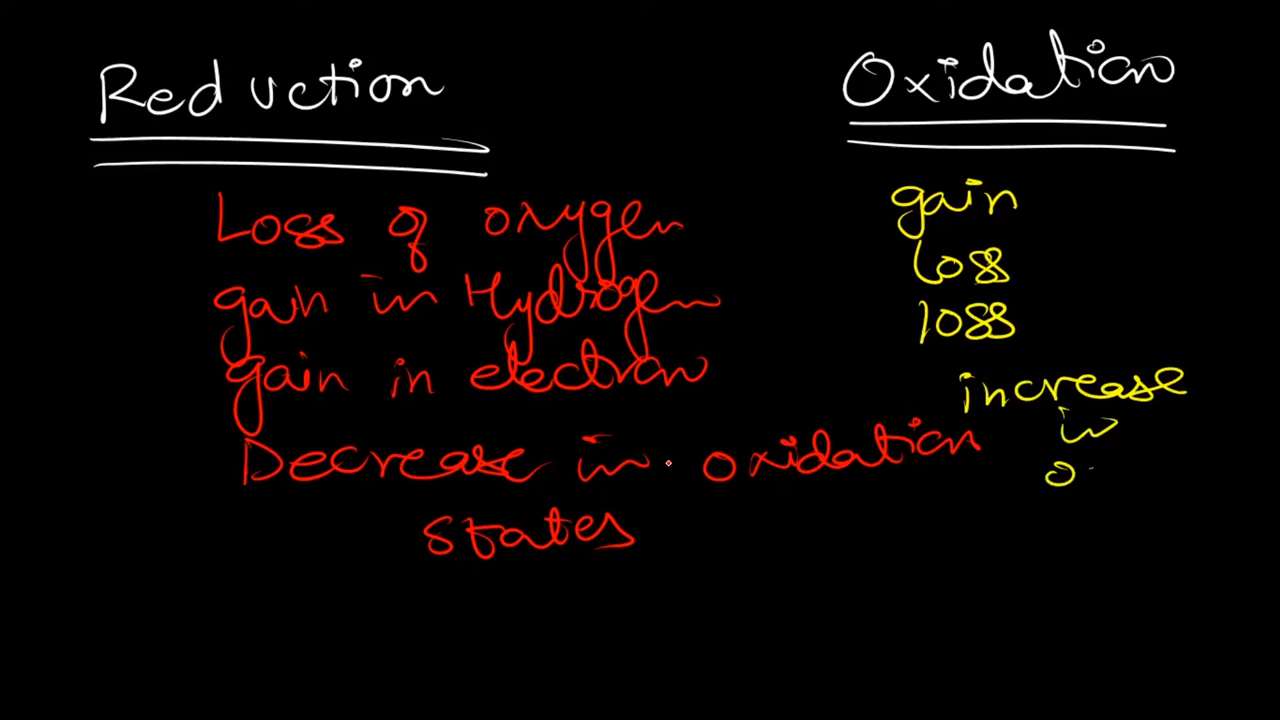 Reduction
Oxidation
Loss of oxygen
gain
gain in Hydrogen
loss
gain in electron
loss
Decrease in oxidation
states
increase
in
o